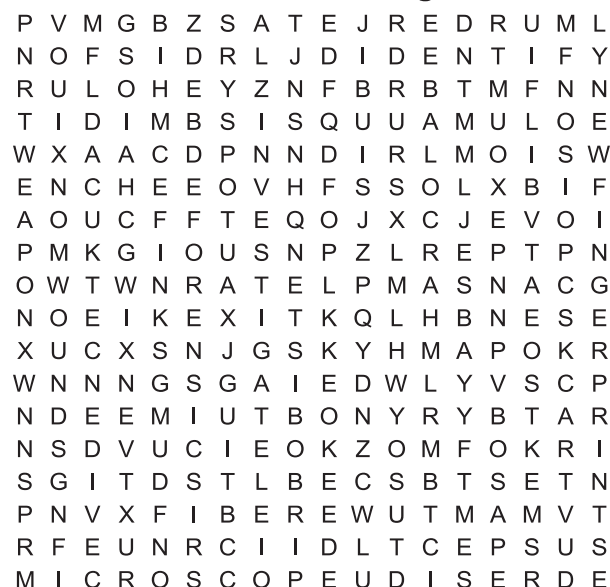 P V M G B Z S A T E J R E D R U M L
N O F S I D R L J D I D E N T I F Y
R U L O H E Y Z N F B R B T M F N N
T I D I M B S I S Q U U A M U L O E
W X A A C D P N N D I R L M O I S W
E N C H E E O V H F S S O L X B I F
A O U C F F T E Q O J X C J E V O I
P M K G I O U S N P Z L R E P T P N
O W T W N R A T E L P M A S N A C G
N O E I K E X I T K Q L H B N E S E
X U C X S N J G S K Y H M A P O K R
W N N N G S G A I E D W L Y V S C P
N D E E M I U T B O N Y R Y B T A R
N S D V U C I E O K Z O M F O K R I
S G I T D S T L B E C S B T S E T N
P N V X F I B E R E W U T M A M V T
R F E U N R C I I D L T C E P S U S
M I C R O S C O P E U D I S E R D E